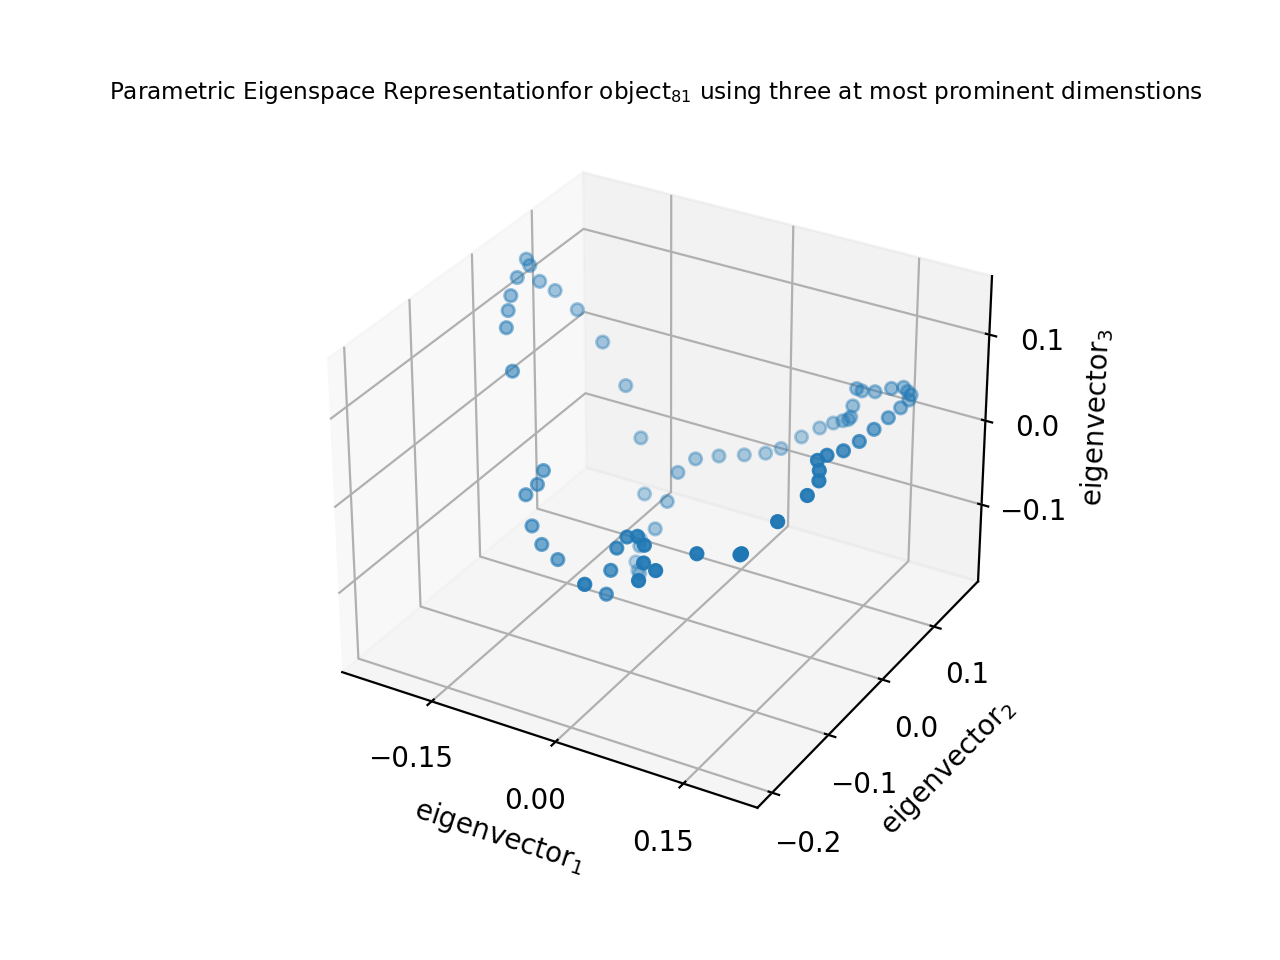 Parametric Eigenspace Representationfor object₈₁ using three at most prominent dimenstions
0.1
0.0
−0.1
eigenvector₃
0.1
0.0
−0.1
−0.2
eigenvector₂
−0.15
0.00
0.15
eigenvector₁